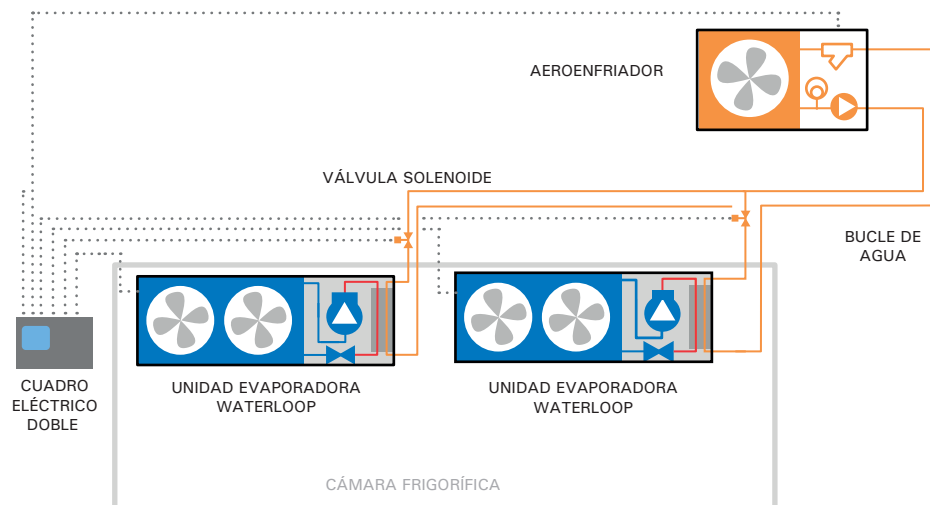 AEROENFRIADOR
VÁLVULA SOLENOIDE
BUCLE DE
AGUA
CUADRO
ELÉCTRICO
DOBLE
UNIDAD EVAPORADORA
WATERLOOP
UNIDAD EVAPORADORA
WATERLOOP
CÁMARA FRIGORÍFICA